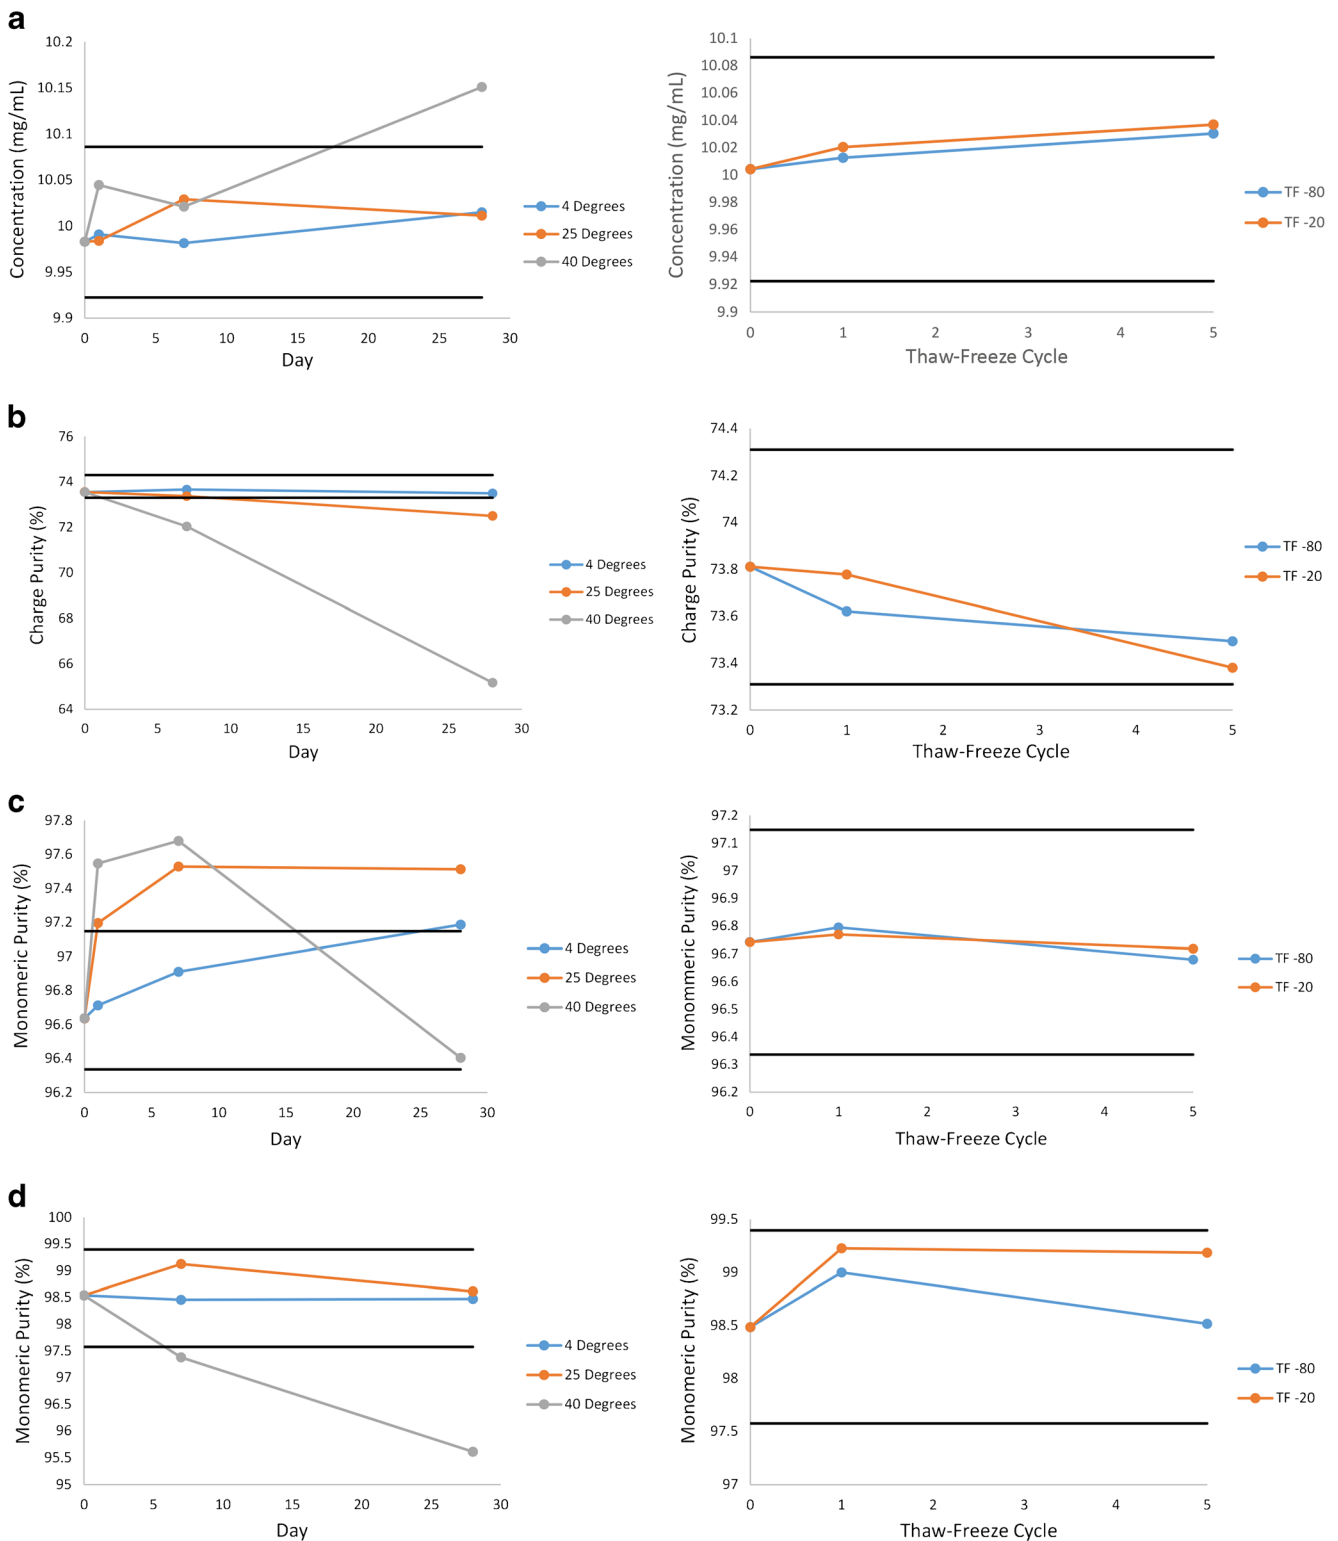 a
10.2
10.15
10.1
10.05
10
9.95
9.9
Concentration (mg/mL)
0 5 10 15 20 25 30
Day
4 Degrees
25 Degrees
40 Degrees
10.1
10.08
10.06
10.04
10.02
10
9.98
9.96
9.94
9.92
9.9
Concentration (mg/mL)
0 1 2 3 4 5
Thaw-Freeze Cycle
TF -80
TF -20
b
76
74
72
70
68
66
64
Charge Purity (%)
0 5 10 15 20 25 30
Day
4 Degrees
25 Degrees
40 Degrees
74.4
74.2
74
73.8
73.6
73.4
73.2
Charge Purity (%)
0 1 2 3 4 5
Thaw-Freeze Cycle
TF -80
TF -20
c
97.8
97.6
97.4
97.2
97
96.8
96.6
96.4
96.2
Monomeric Purity (%)
0 5 10 15 20 25 30
Day
4 Degrees
25 Degrees
40 Degrees
97.2
97.1
97
96.9
96.8
96.7
96.6
96.5
96.4
96.3
96.2
Monommeric Purity (%)
0 1 2 3 4 5
Thaw-Freeze Cycle
TF -80
TF -20
d
100
99.5
99
98.5
98
97.5
97
96.5
96
95.5
95
Monomeric Purity (%)
0 5 10 15 20 25 30
Day
4 Degrees
25 Degrees
40 Degrees
99.5
99
98.5
98
97.5
97
Monomeric Purity (%)
0 1 2 3 4 5
Thaw-Freeze Cycle
TF -80
TF -20